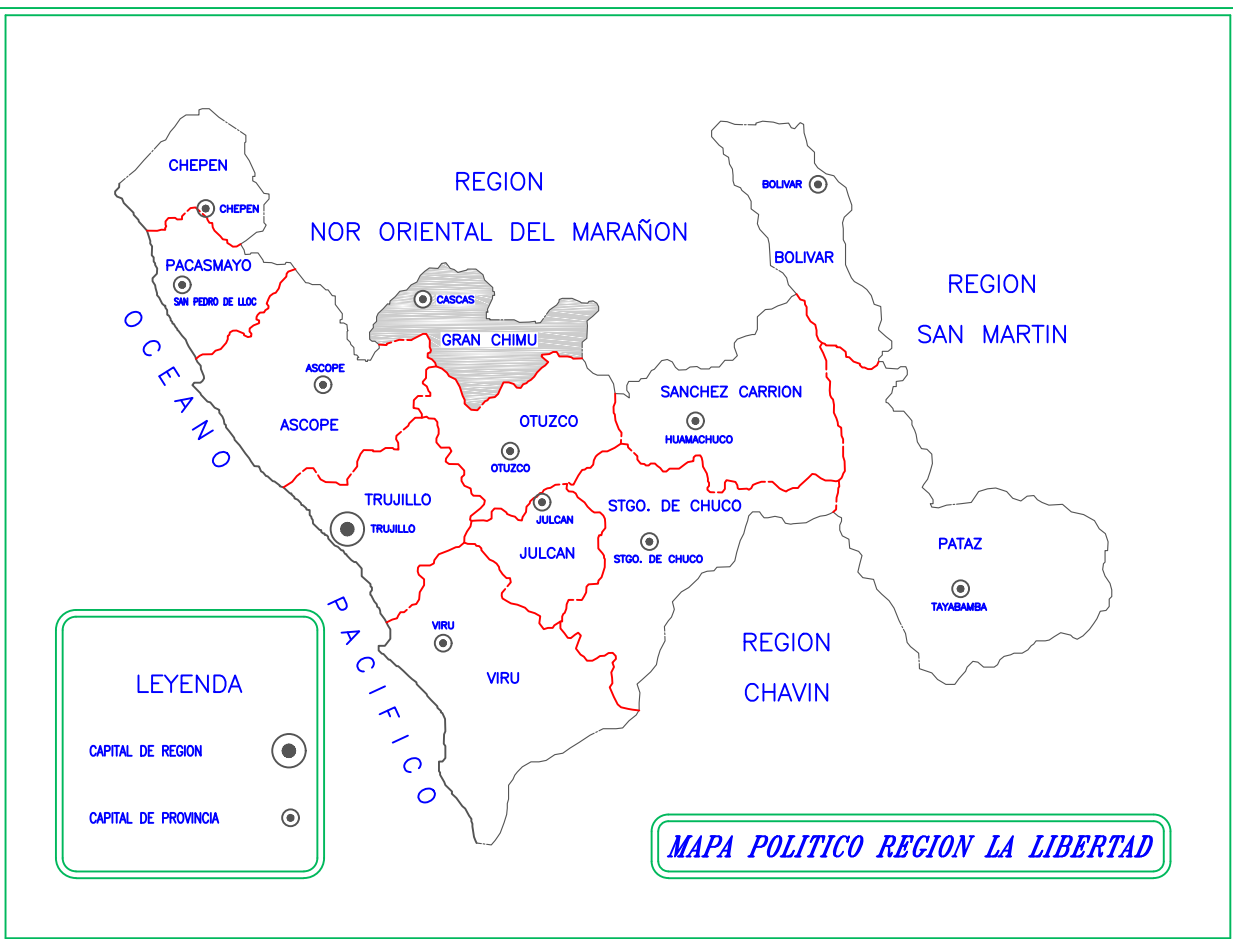 CHEPEN
CHEPEN
PACASMAYO
SAN PEDRO DE LLOC
REGION
NOR ORIENTAL DEL MARAÑON
BOLIVAR
BOLIVAR
REGION
SAN MARTIN
CASCAS
GRAN CHIMU
ASCOPE
ASCOPE
OTUZCO
OTUZCO
SANCHEZ CARRION
HUAMACHUCO
TRUJILLO
TRUJILLO
JULCAN
JULCAN
STGO. DE CHUCO
STGO. DE CHUCO
PATAZ
TAYABAMBA
VIRU
VIRU
REGION
CHAVIN
OCEANO
PACIFICO
LEYENDA
CAPITAL DE REGION
CAPITAL DE PROVINCIA
MAPA POLITICO REGION LA LIBERTAD